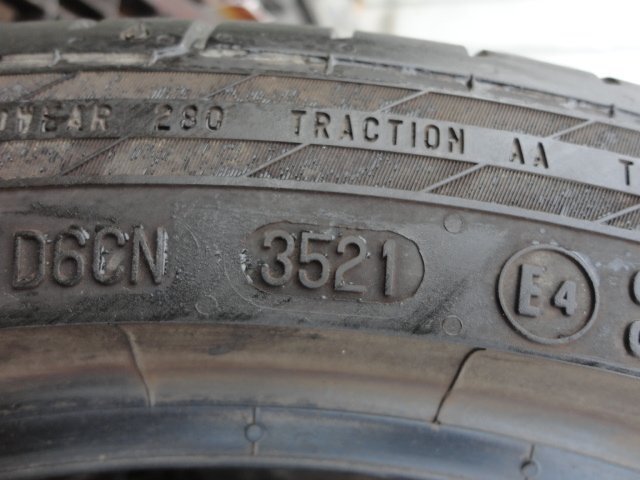 280 TRACTION AA T
D6CN 3521 E4